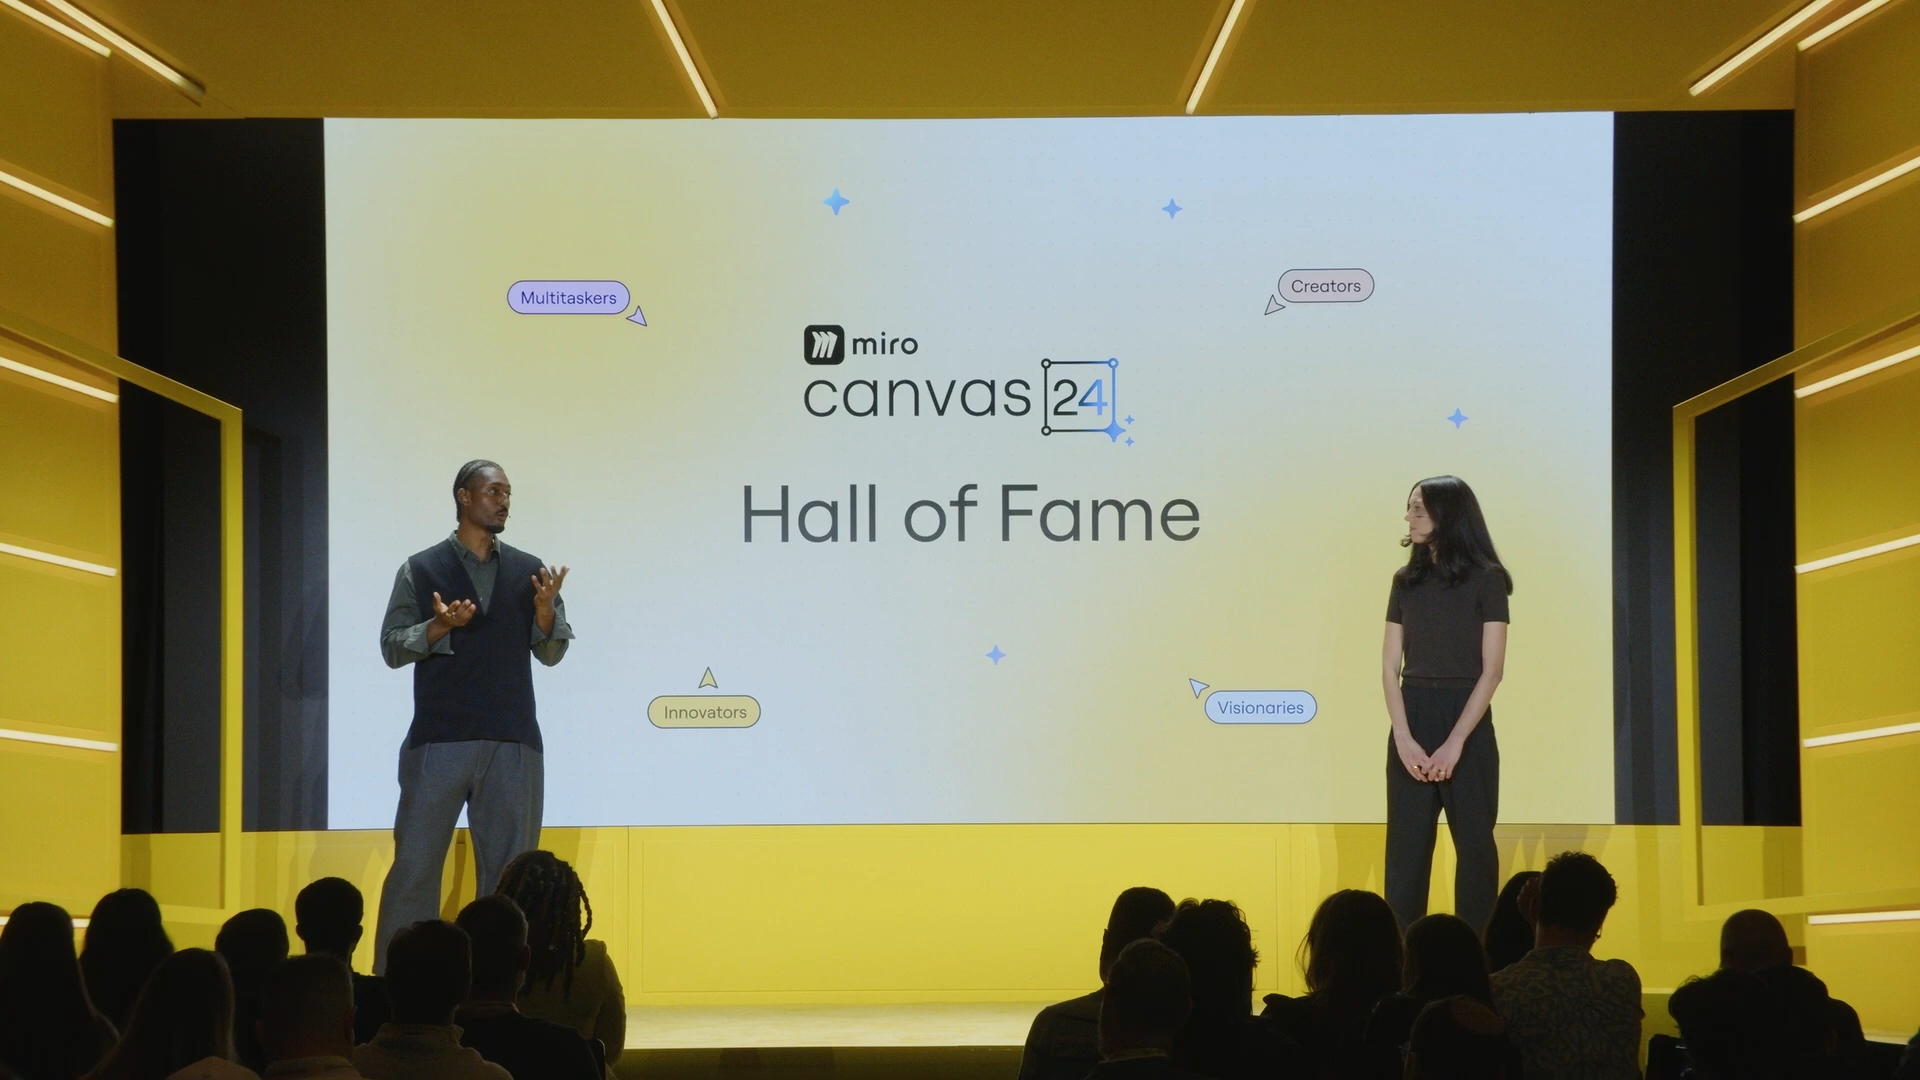 Multitaskers
Creators
miro
canvas 24
Hall of Fame
Innovators
Visionaries